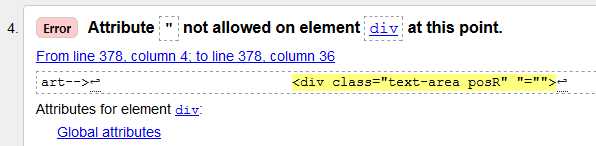 4. Error Attribute " not allowed on element div at this point.
From line 378, column 4; to line 378, column 36
art-->↩ <div class="text-area posR" "="">↩
Attributes for element div:
Global attributes